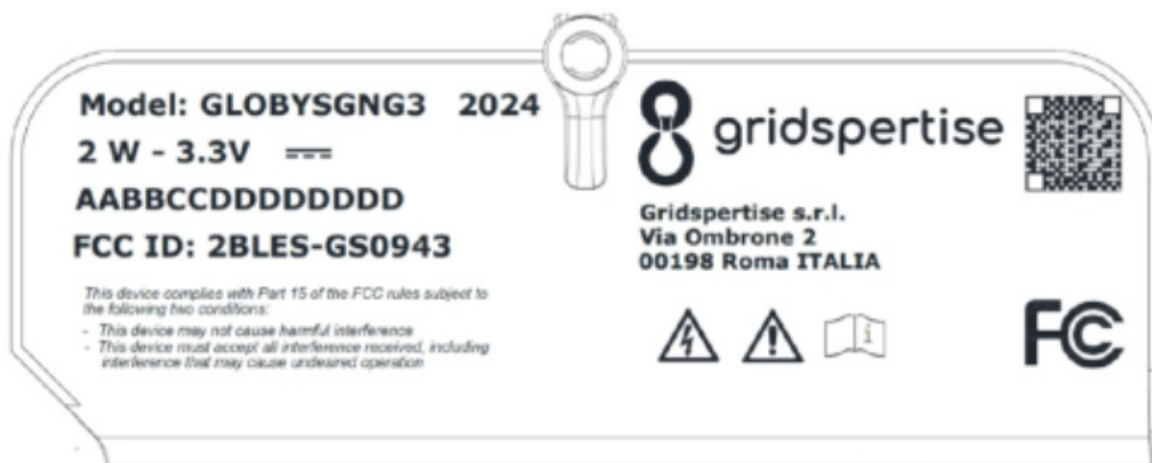 Model: GLOBYSGNG3 2024
2 W - 3.3V
AABBCCDDDDDDDD
FCC ID: 2BLES-GS0943
This device complies with Part 15 of the FCC rules subject to
the following two conditions:
- This device may not cause harmful interference
- This device must accept all interference received, including
interference that may cause undesired operation
gridspertise
Gridspertise s.r.l.
Via Ombrone 2
00198 Roma ITALIA
i
FC